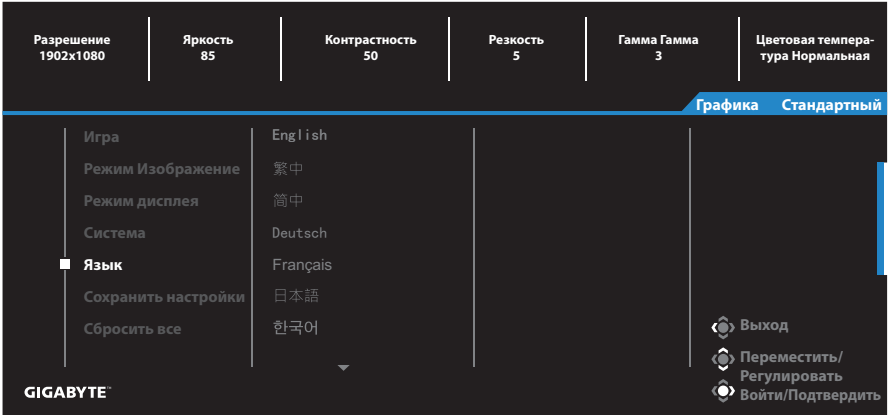 Разрешение
1902x1080
Яркость
85
Контрастность
50
Резкость
5
Гамма Гамма
3
Цветовая темпера-
тура Нормальная
Графика Стандартный
Игра
Режим Изображение
Режим дисплея
Система
Язык
Сохранить настройки
Сбросить все
English
繁中
简中
Deutsch
Français
日本語
한국어
Выход
Переместить/
Регулировать
Войти/Подтвердить
GIGABYTE™